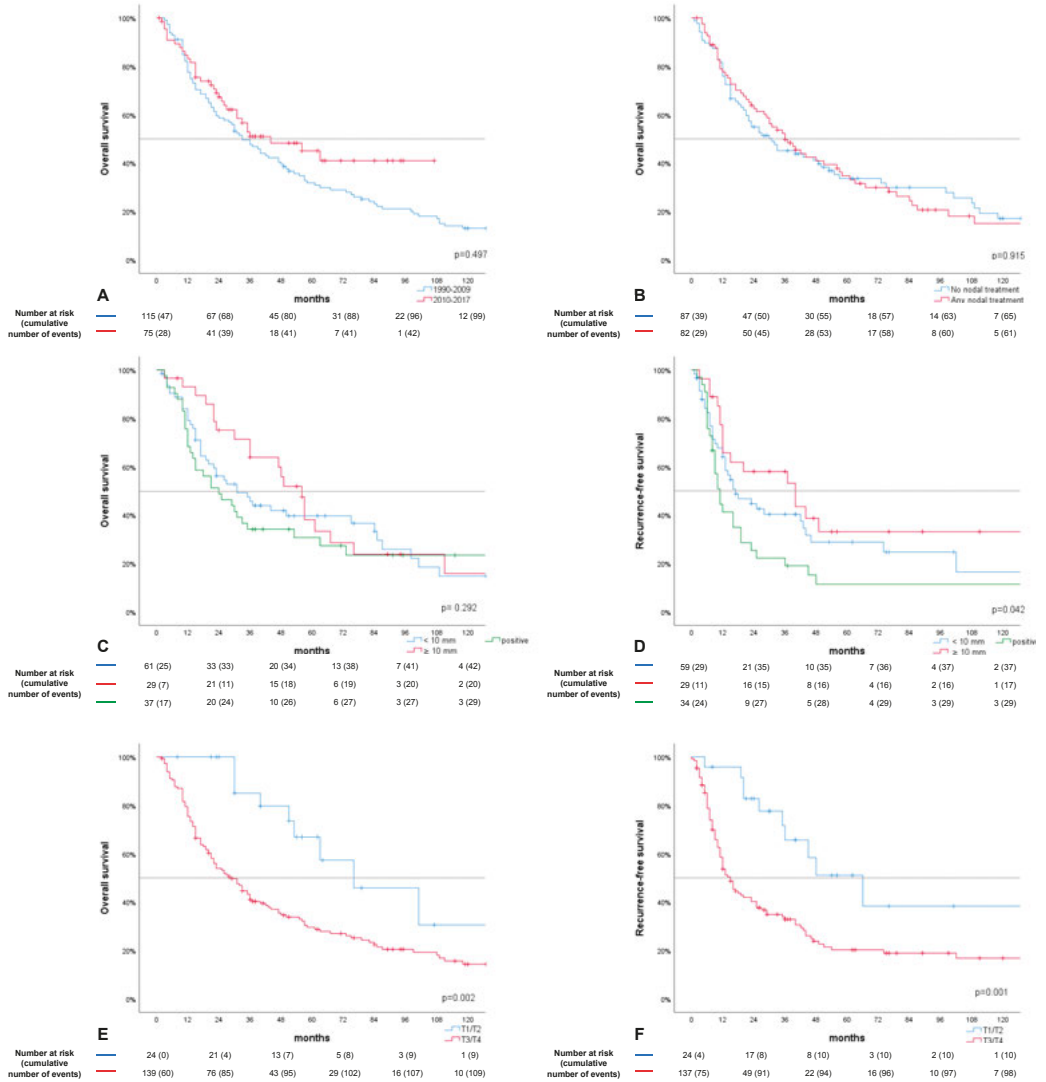 100%
80%
60%
40%
20%
0%
Overall survival
p=0.497
0 12 24 36 48 60 72 84 96 108 120
months
A
1990-2009
2010-2017
Number at risk
(cumulative
number of events)
115 (47) 67 (68) 45 (80) 31 (88) 22 (96) 12 (99)
75 (28) 41 (39) 18 (41) 7 (41) 1 (42)
100%
80%
60%
40%
20%
0%
Overall survival
p=0.915
0 12 24 36 48 60 72 84 96 108 120
months
B
No nodal treatment
Any nodal treatment
Number at risk
(cumulative
number of events)
87 (39) 47 (50) 30 (55) 18 (57) 14 (63) 7 (65)
82 (29) 50 (45) 28 (53) 17 (58) 8 (60) 5 (61)
100%
80%
60%
40%
20%
0%
Overall survival
p= 0.292
0 12 24 36 48 60 72 84 96 108 120
months
C
< 10 mm positive
≥ 10 mm
Number at risk
(cumulative
number of events)
61 (25) 33 (33) 20 (34) 13 (38) 7 (41) 4 (42)
29 (7) 21 (11) 15 (18) 6 (19) 3 (20) 2 (20)
37 (17) 20 (24) 10 (26) 6 (27) 3 (27) 3 (29)
100%
80%
60%
40%
20%
0%
Recurrence-free survival
p=0.042
0 12 24 36 48 60 72 84 96 108 120
months
D
< 10 mm positive
≥ 10 mm
Number at risk
(cumulative
number of events)
59 (29) 21 (35) 10 (35) 7 (36) 4 (37) 2 (37)
29 (11) 16 (15) 8 (16) 4 (16) 2 (16) 1 (17)
34 (24) 9 (27) 5 (28) 4 (29) 3 (29) 3 (29)
100%
80%
60%
40%
20%
0%
Overall survival
p=0.002
0 12 24 36 48 60 72 84 96 108 120
months
E
T1/T2
T3/T4
Number at risk
(cumulative
number of events)
24 (0) 21 (4) 13 (7) 5 (8) 3 (9) 1 (9)
139 (60) 76 (85) 43 (95) 29 (102) 16 (107) 10 (109)
100%
80%
60%
40%
20%
0%
Recurrence-free survival
p=0.001
0 12 24 36 48 60 72 84 96 108 120
months
F
T1/T2
T3/T4
Number at risk
(cumulative
number of events)
24 (4) 17 (8) 8 (10) 3 (10) 2 (10) 1 (10)
137 (75) 49 (91) 22 (94) 16 (96) 10 (97) 7 (98)